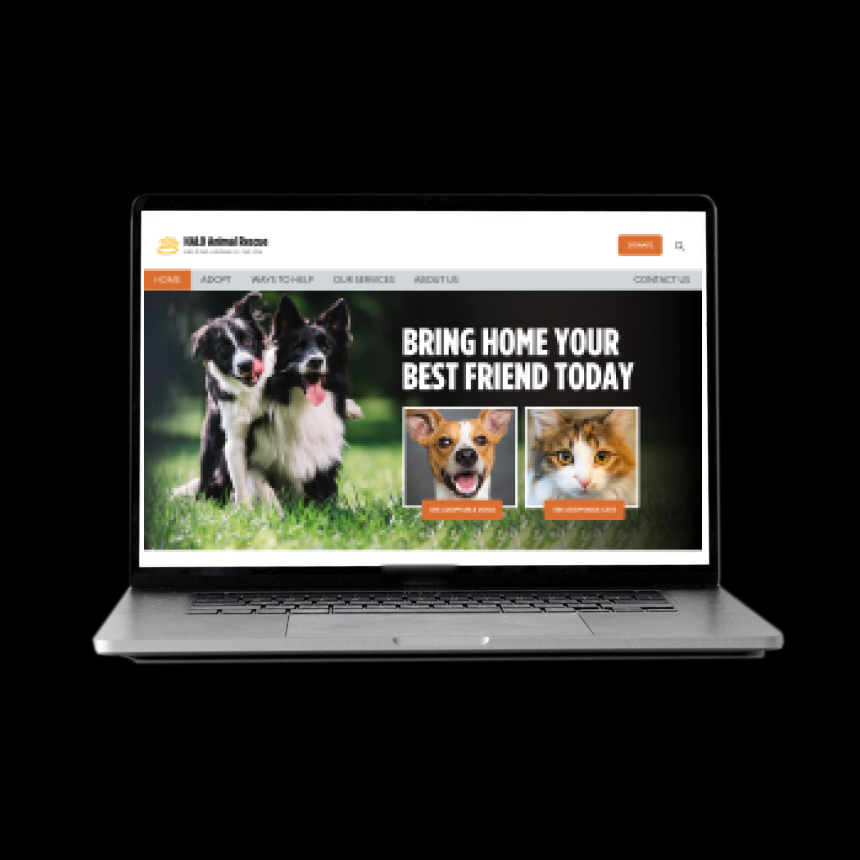 HALO Animal Rescue
DONATE
HOME ADOPT WAYS TO HELP OUR SERVICES ABOUT US CONTACT US
BRING HOME YOUR
BEST FRIEND TODAY
SEE ADOPTABLE DOGS
SEE ADOPTABLE CATS